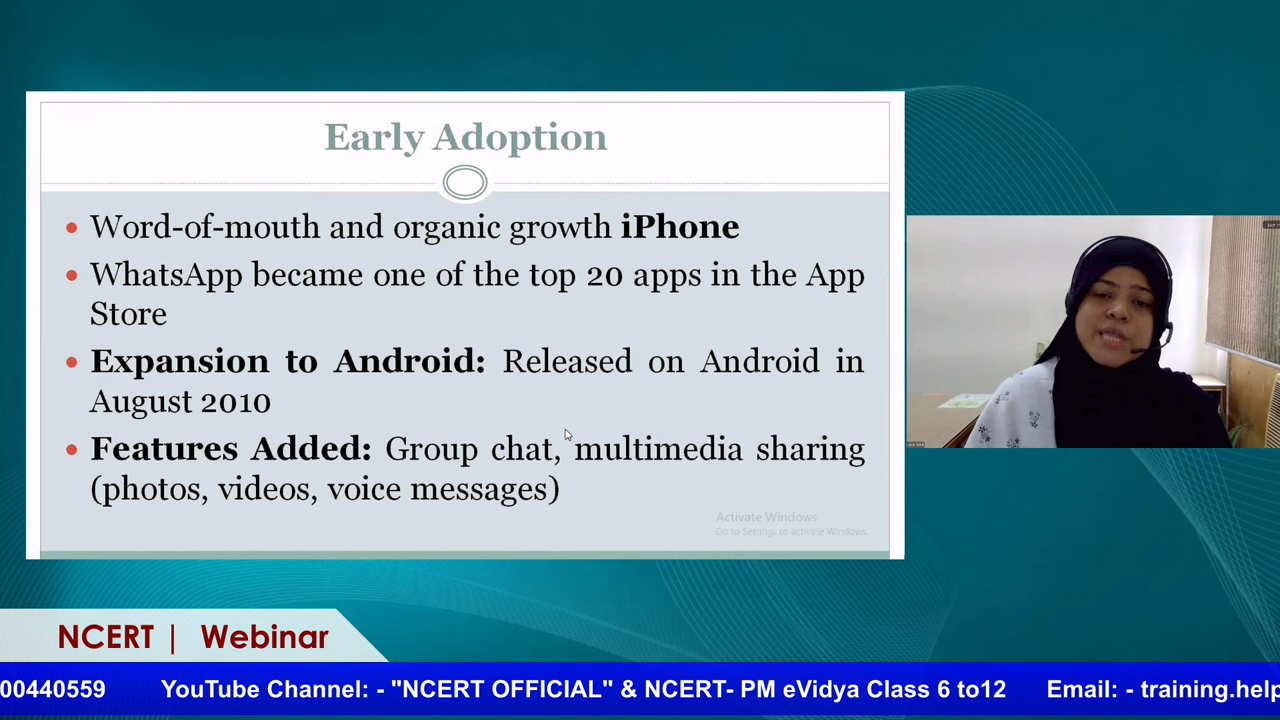 Early Adoption
Word-of-mouth and organic growth iPhone
WhatsApp became one of the top 20 apps in the App
Store
Expansion to Android: Released on Android in
August 2010
Features Added: Group chat, multimedia sharing
(photos, videos, voice messages)
Activate Windows
Go to Settings to activate Windows.
NCERT | Webinar
00440559 YouTube Channel: - "NCERT OFFICIAL" & NCERT- PM eVidya Class 6 to12 Email: - training.help